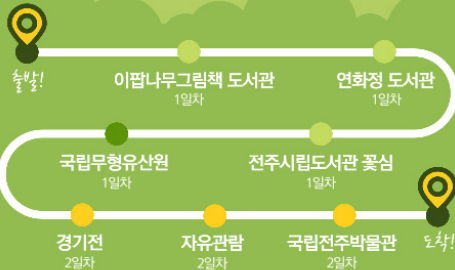 출발!
이팝나무그림책 도서관
1일차
연화정 도서관
1일차
국립무형유산원
1일차
전주시립도서관 꽃심
1일차
경기전
2일차
자유관람
2일차
국립전주박물관
2일차
도착!